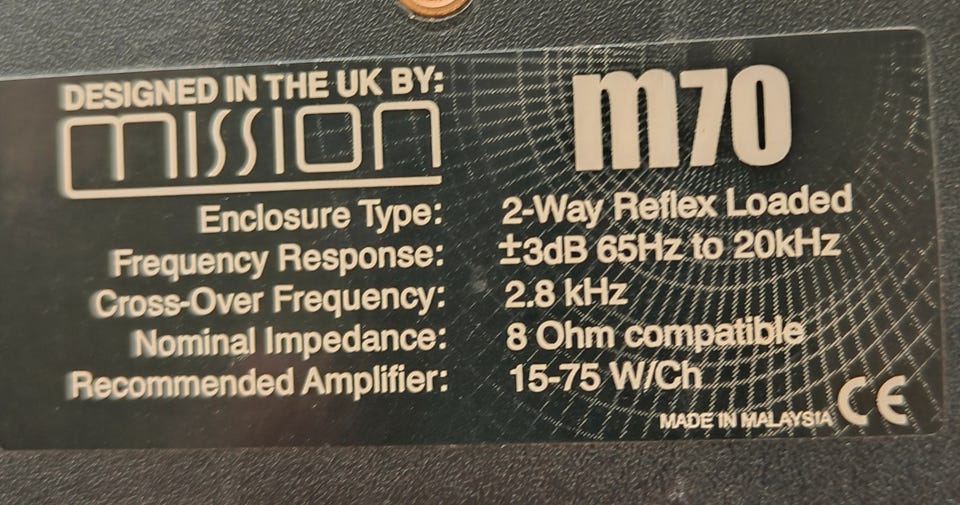 DESIGNED IN THE UK BY:
mission
m70
Enclosure Type: 2-Way Reflex Loaded
Frequency Response: ±3dB 65Hz to 20kHz
Cross-Over Frequency: 2.8 kHz
Nominal Impedance: 8 Ohm compatible
Recommended Amplifier: 15-75 W/Ch
MADE IN MALAYSIA CE